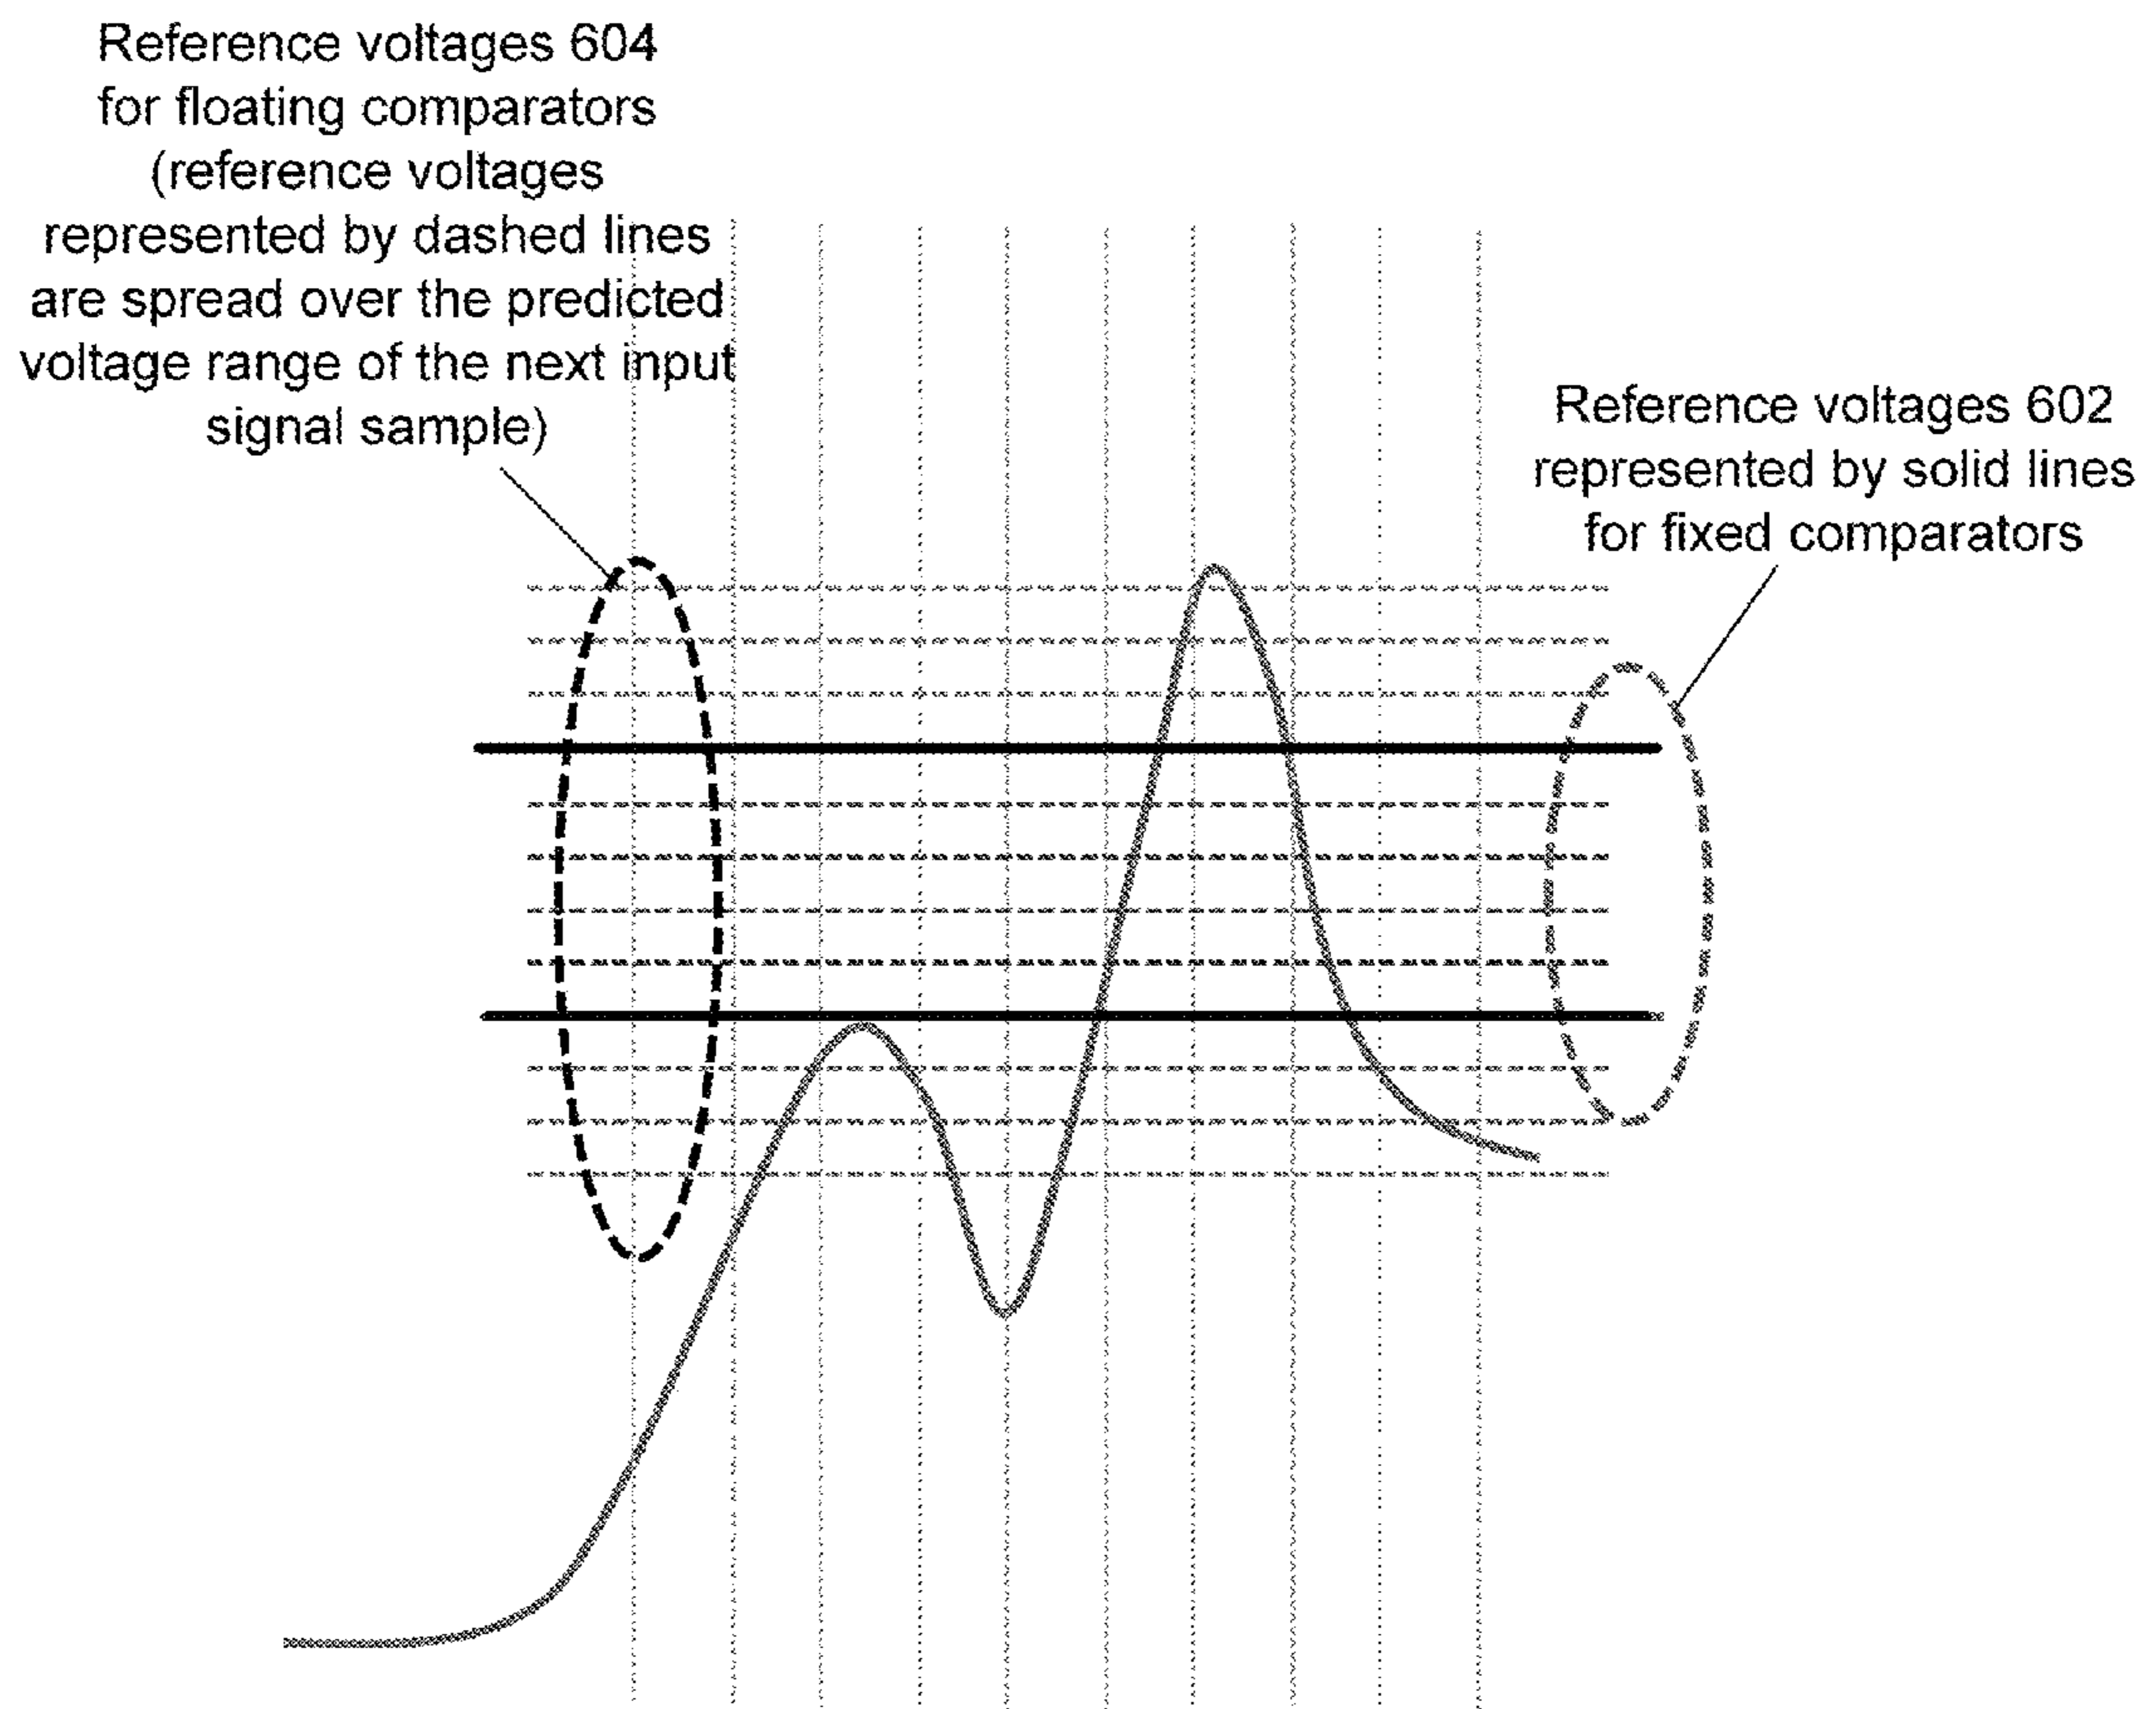 Reference voltages 604
for floating comparators
(reference voltages
represented by dashed lines
are spread over the predicted
voltage range of the next input
signal sample)
Reference voltages 602
represented by solid lines
for fixed comparators